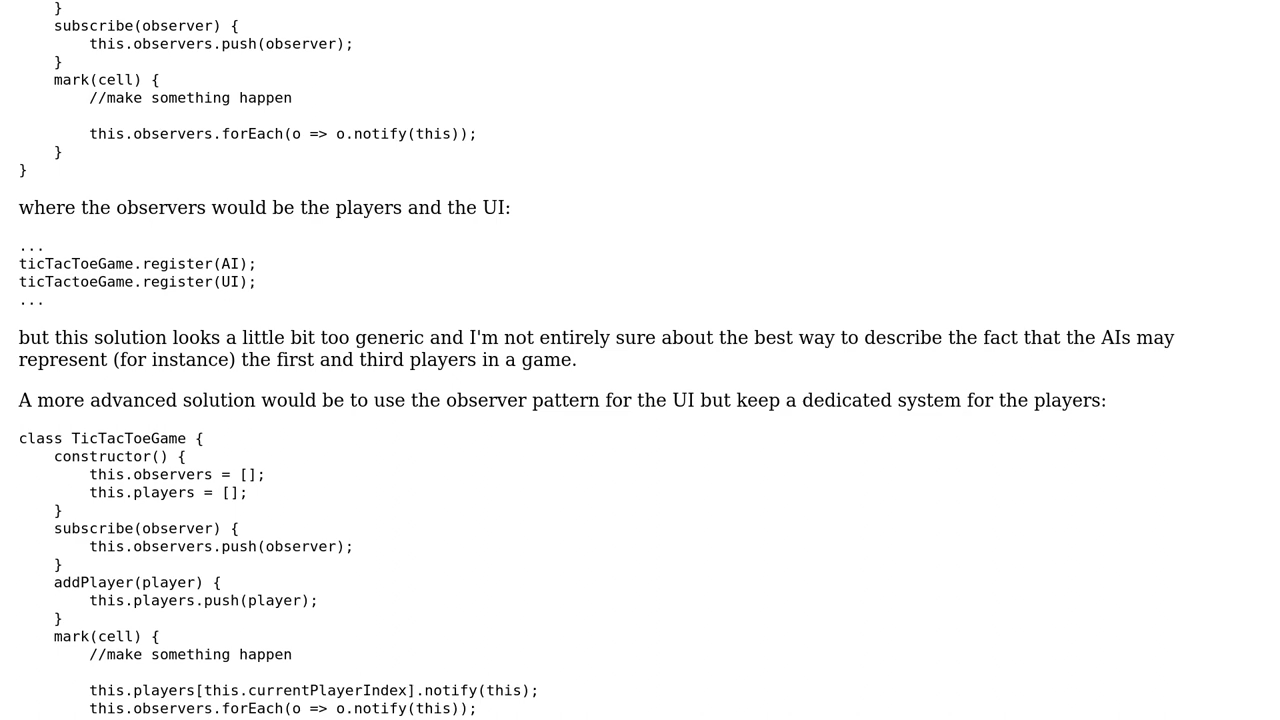 }
    subscribe(observer) {
        this.observers.push(observer);
    }
    mark(cell) {
        //make something happen

        this.observers.forEach(o => o.notify(this));
    }
}
where the observers would be the players and the UI:
...
ticTacToeGame.register(AI);
ticTactoeGame.register(UI);
...
but this solution looks a little bit too generic and I'm not entirely sure about the best way to describe the fact that the AIs may
represent (for instance) the first and third players in a game.
A more advanced solution would be to use the observer pattern for the UI but keep a dedicated system for the players:
class TicTacToeGame {
    constructor() {
        this.observers = [];
        this.players = [];
    }
    subscribe(observer) {
        this.observers.push(observer);
    }
    addPlayer(player) {
        this.players.push(player);
    }
    mark(cell) {
        //make something happen

        this.players[this.currentPlayerIndex].notify(this);
        this.observers.forEach(o => o.notify(this));